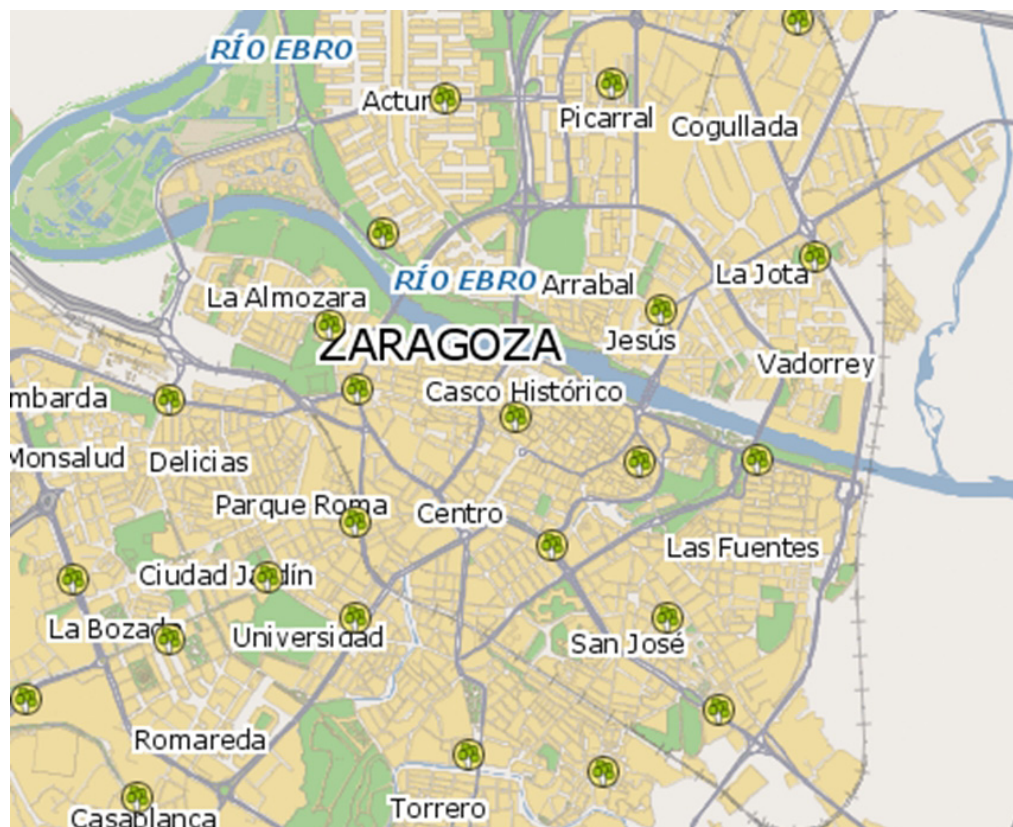 RÍO EBRO
Actur
Picarral
Cogullada
RÍO EBRO
Arrabal
La Jota
La Almozara
Jesús
ZARAGOZA
Vadorrey
Casco Histórico
mbarda
Monsalud
Delicias
Parque Roma
Centro
Las Fuentes
Ciudad Jardín
La Bozada
Universidad
San José
Romareda
Torrero
Casablanca